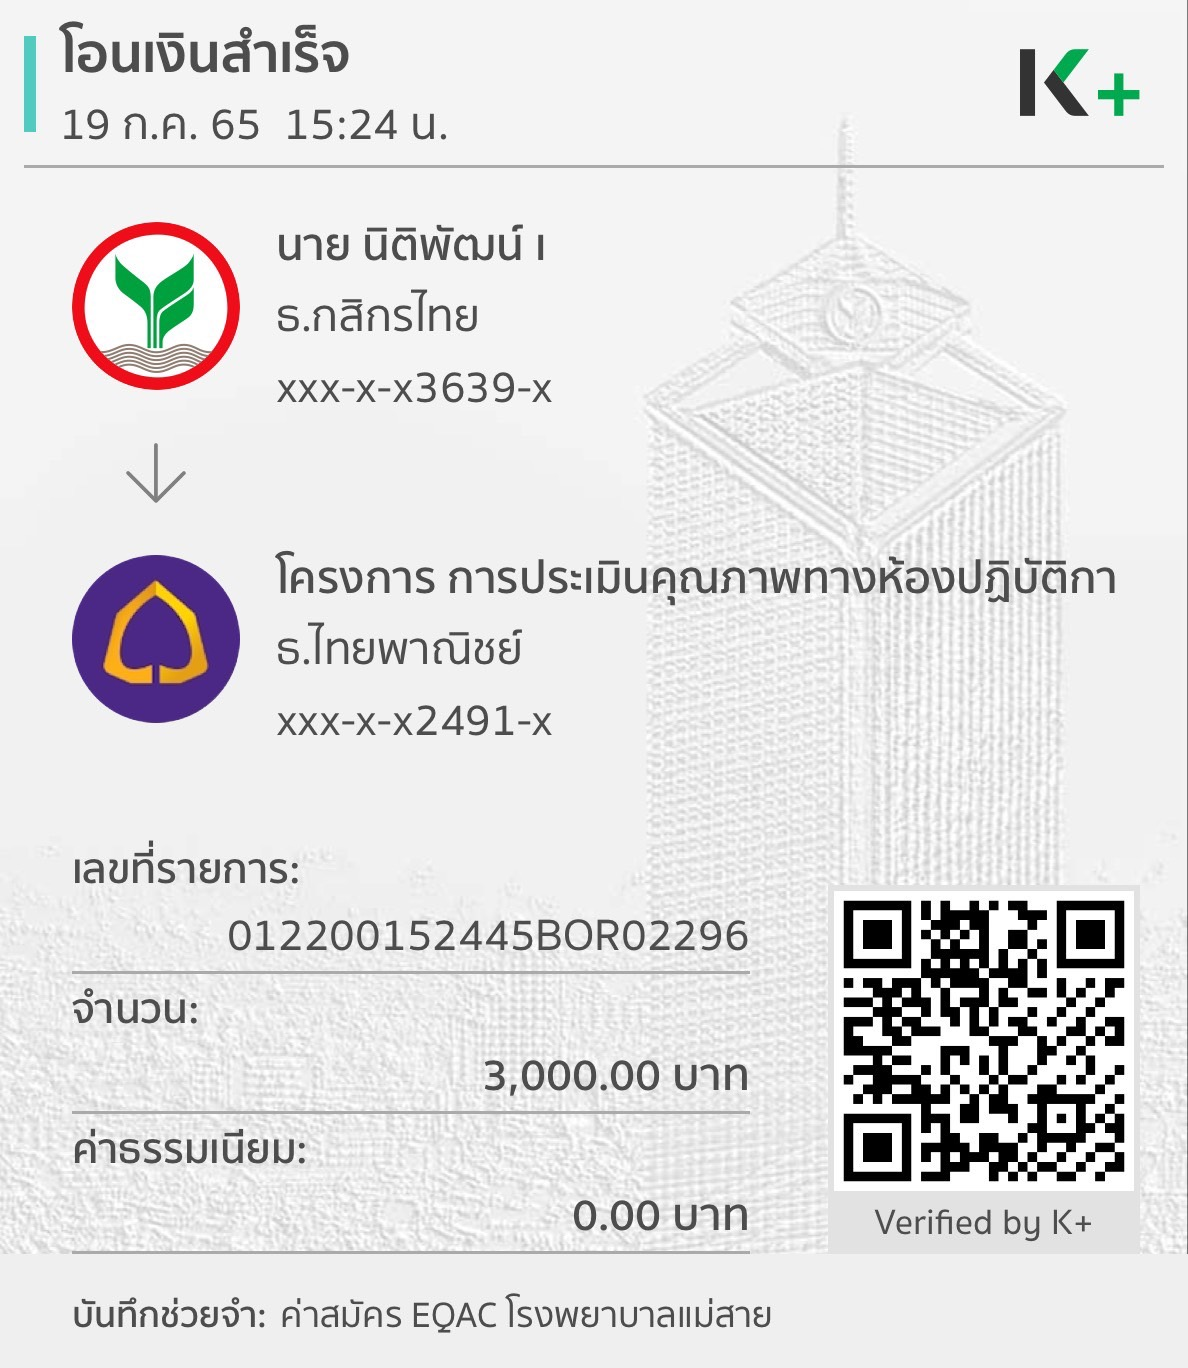 โอนเงินสำเร็จ
19 ก.ค. 65 15:24 น.
K+
นาย นิติพัฒน์ เ
ธ.กสิกรไทย
xxx-x-x3639-x
โครงการ การประเมินคุณภาพทางห้องปฏิบัติกา
ธ.ไทยพาณิชย์
xxx-x-x2491-x
เลขที่รายการ:
012200152445BOR02296
จำนวน:
3,000.00 บาท
ค่าธรรมเนียม:
0.00 บาท
Verified by K+
บันทึกช่วยจำ: ค่าสมัคร EQAC โรงพยาบาลแม่สาย